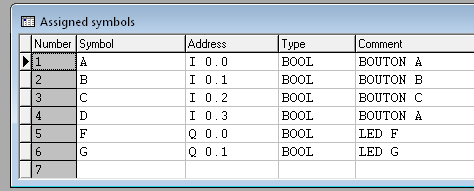 Assigned symbols
Number Symbol Address Type Comment
1 A I 0.0 BOOL BOUTON A
2 B I 0.1 BOOL BOUTON B
3 C I 0.2 BOOL BOUTON C
4 D I 0.3 BOOL BOUTON A
5 F Q 0.0 BOOL LED F
6 G Q 0.1 BOOL LED G
7